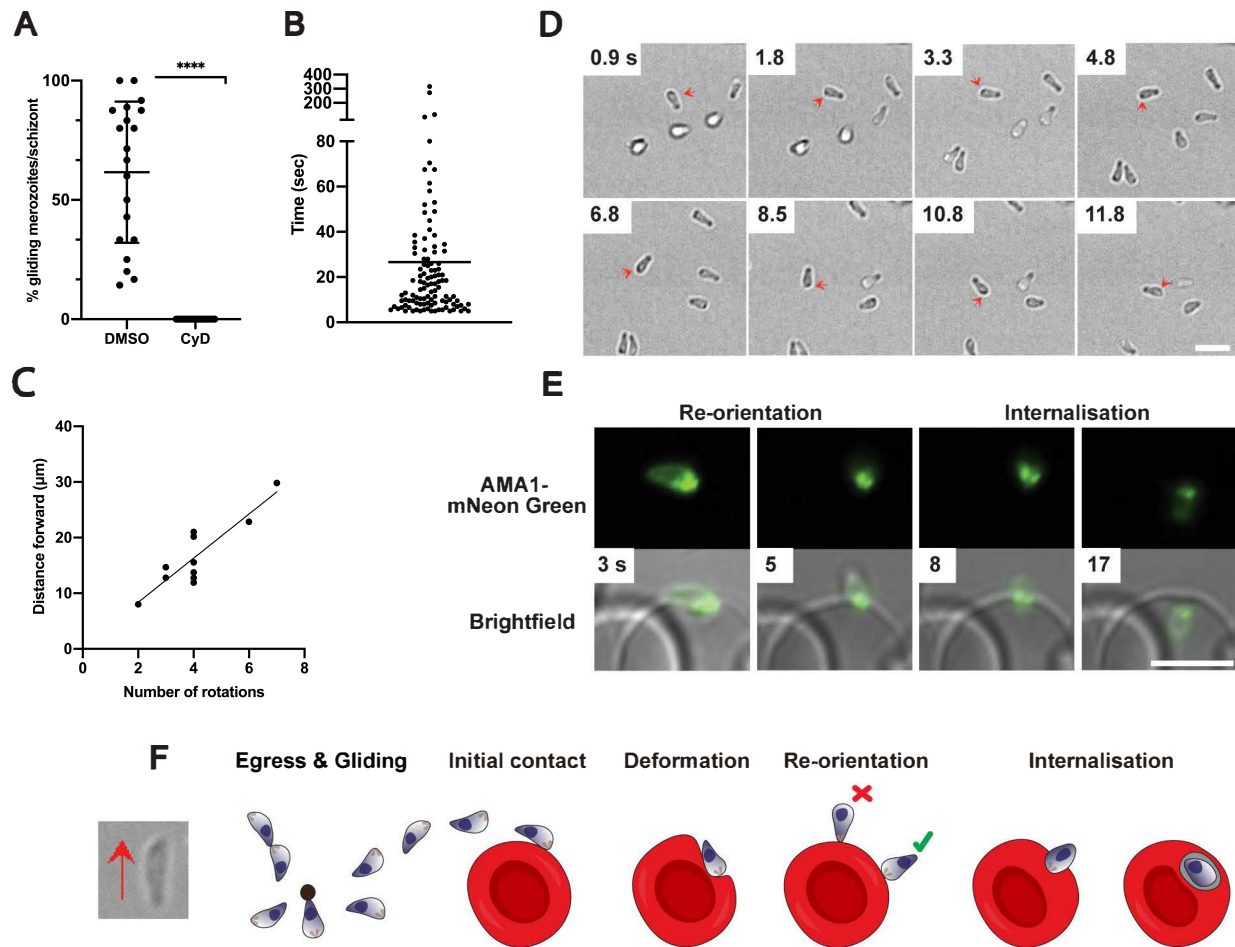 A
****
% gliding merozoites/schizont
100
50
0
DMSO
CyD
B
Time (sec)
400
300
200
80
60
40
20
0
C
Distance forward (µm)
40
30
20
10
0
0 2 4 6 8
Number of rotations
D
0.9 s 1.8 3.3 4.8
6.8 8.5 10.8 11.8
E
Re-orientation Internalisation
AMA1-
mNeon Green
3 s 5 8 17
Brightfield
F
Egress & Gliding Initial contact Deformation Re-orientation Internalisation